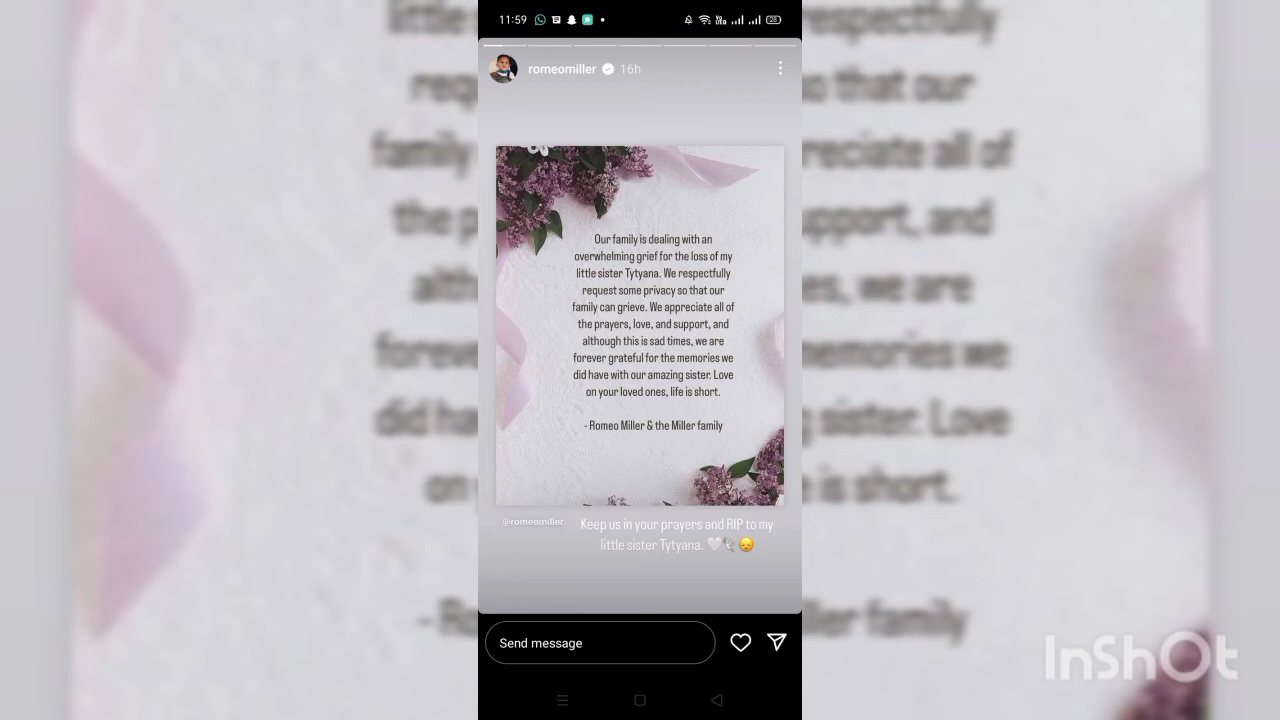 11:59
28
romeomiller 16h
Our family is dealing with an
overwhelming grief for the loss of my
little sister Tytyana. We respectfully
request some privacy so that our
family can grieve. We appreciate all of
the prayers, love, and support, and
although this is sad times, we are
forever grateful for the memories we
did have with our amazing sister. Love
on your loved ones, life is short.
- Romeo Miller & the Miller family
@romeomiller
Keep us in your prayers and RIP to my
little sister Tytyana. 🤍🕊😞
Send message
InShOt